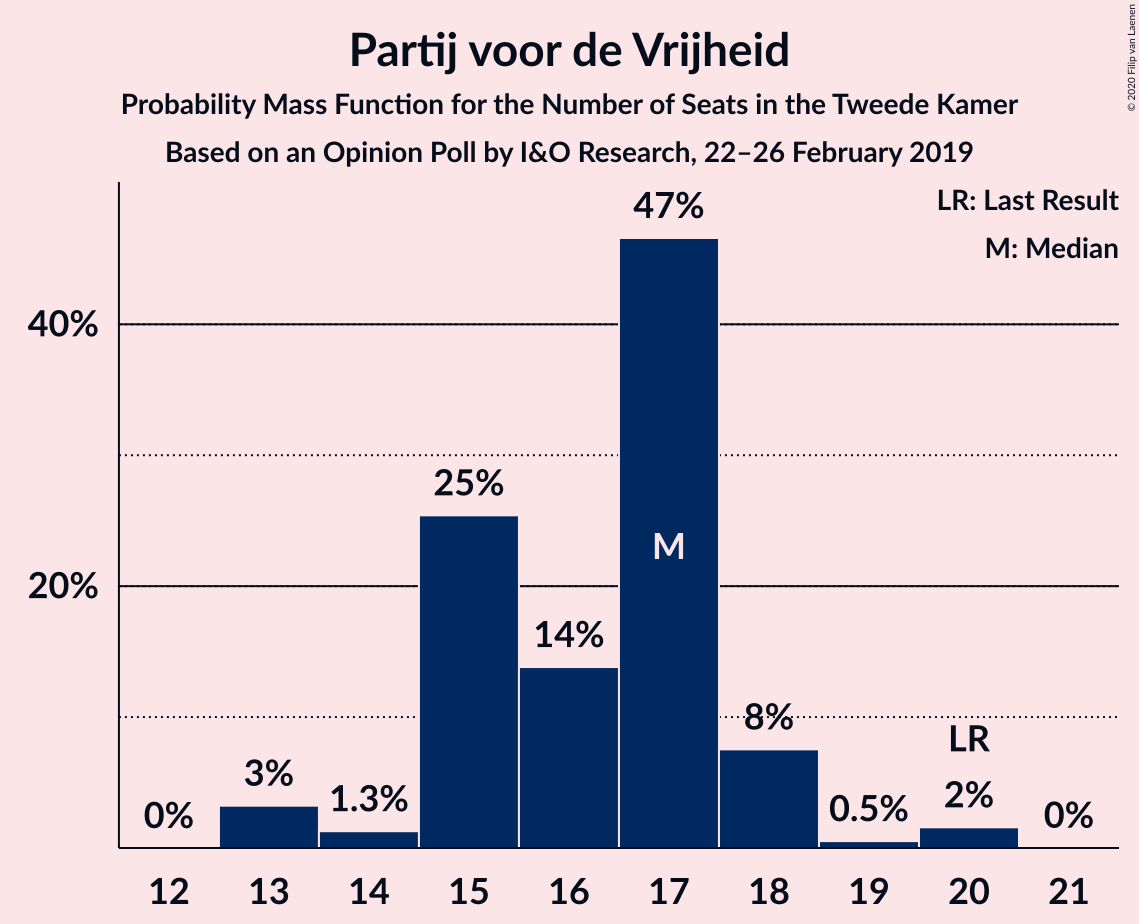 Partij voor de Vrijheid
Probability Mass Function for the Number of Seats in the Tweede Kamer
Based on an Opinion Poll by I&O Research, 22–26 February 2019
© 2020 Filip van Laenen
LR: Last Result
M: Median
47%
40%
25%
M
20%
14%
8%
LR
3%
1.3%
0.5%
2%
0%
0%
12 13 14 15 16 17 18 19 20 21